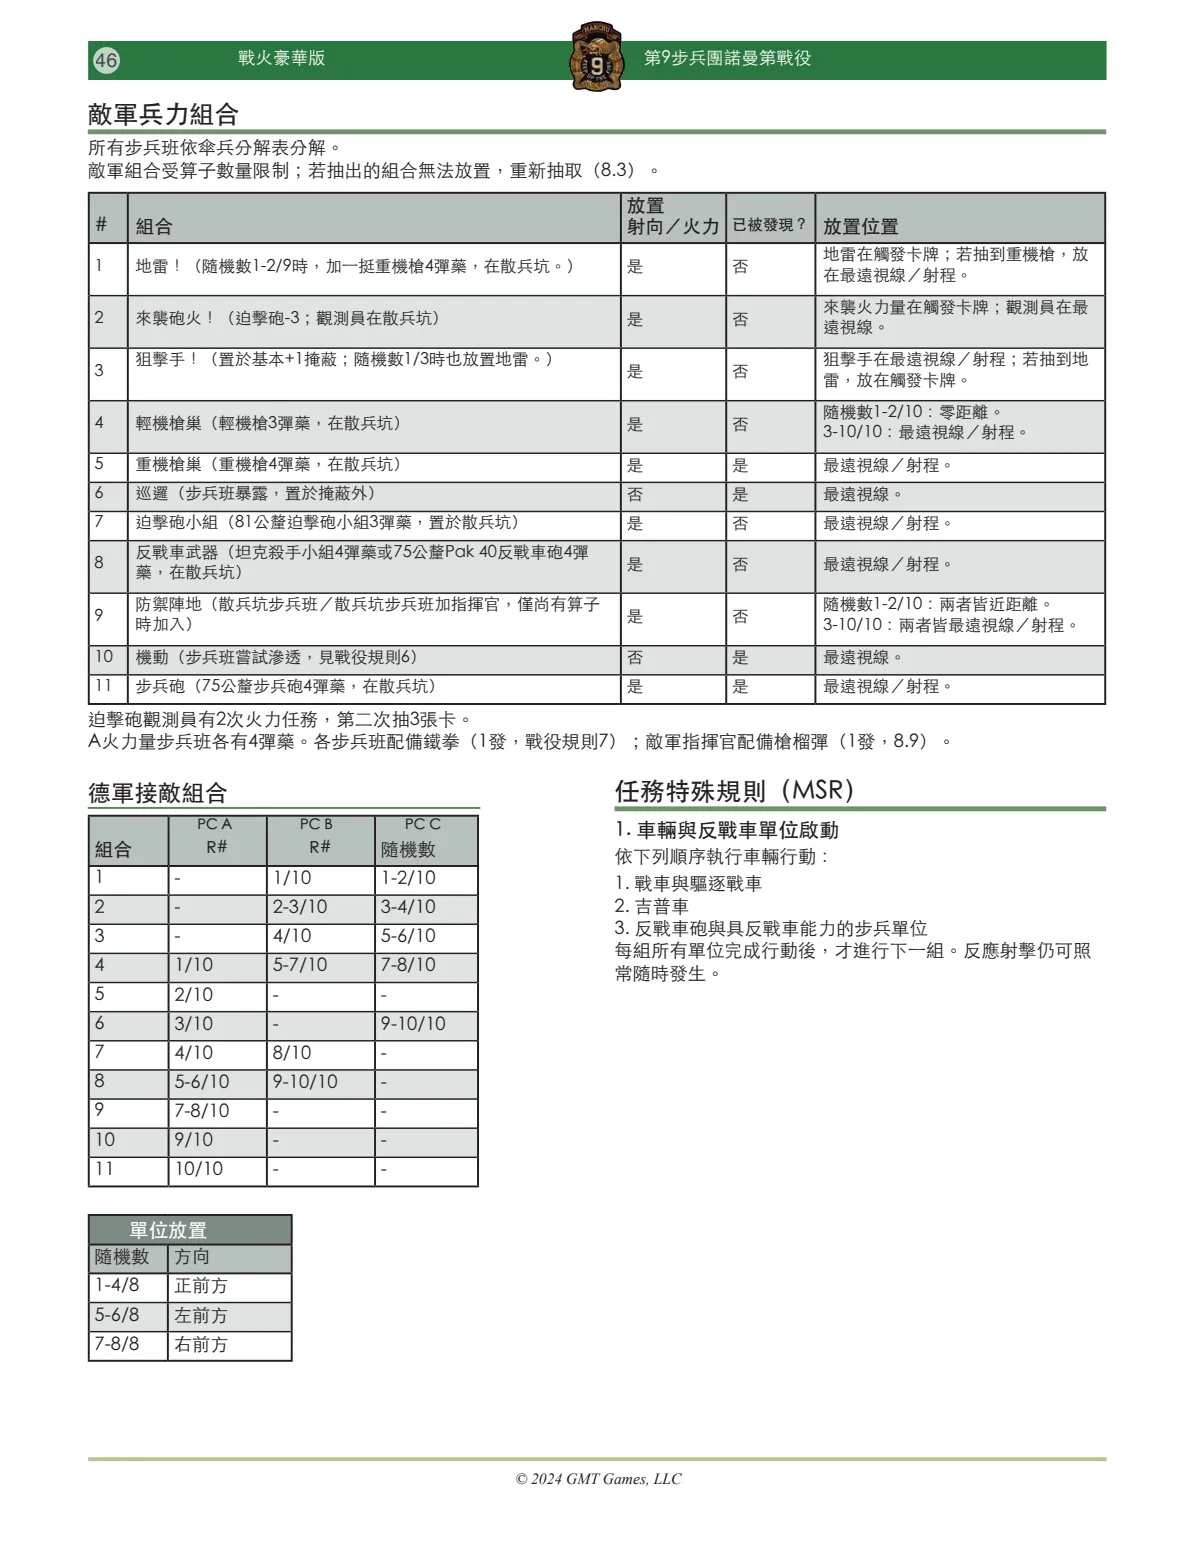 46
戰火豪華版
MANCHU
9
第9步兵團諾曼第戰役
敵軍兵力組合
所有步兵班依傘兵分解表分解。
敵軍組合受算子數量限制；若抽出的組合無法放置，重新抽取（8.3）。
# 組合 放置 射向／火力 已被發現？ 放置位置
1 地雷！（隨機數1-2/9時，加一挺重機槍4彈藥，在散兵坑。） 是 否 地雷在觸發卡牌；若抽到重機槍，放
在最遠視線／射程。
2 來襲砲火！（迫擊砲-3；觀測員在散兵坑） 是 否 來襲火力量在觸發卡牌；觀測員在最
遠視線。
3 狙擊手！（置於基本+1掩蔽；隨機數1/3時也放置地雷。） 是 否 狙擊手在最遠視線／射程；若抽到地
雷，放在觸發卡牌。
4 輕機槍巢（輕機槍3彈藥，在散兵坑） 是 否 隨機數1-2/10：零距離。
3-10/10：最遠視線／射程。
5 重機槍巢（重機槍4彈藥，在散兵坑） 是 是 最遠視線／射程。
6 巡邏（步兵班暴露，置於掩蔽外） 否 是 最遠視線。
7 迫擊砲小組（81公釐迫擊砲小組3彈藥，置於散兵坑） 是 否 最遠視線／射程。
8 反戰車武器（坦克殺手小組4彈藥或75公釐Pak 40反戰車砲4彈
藥，在散兵坑） 是 否 最遠視線／射程。
9 防禦陣地（散兵坑步兵班／散兵坑步兵班加指揮官，僅尚有算子
時加入） 是 否 隨機數1-2/10：兩者皆近距離。
3-10/10：兩者皆最遠視線／射程。
10 機動（步兵班嘗試滲透，見戰役規則6） 否 是 最遠視線。
11 步兵砲（75公釐步兵砲4彈藥，在散兵坑） 是 是 最遠視線／射程。
迫擊砲觀測員有2次火力任務，第二次抽3張卡。
A火力量步兵班各有4彈藥。各步兵班配備鐵拳（1發，戰役規則7）；敵軍指揮官配備槍榴彈（1發，8.9）。
德軍接敵組合
組合 PC A R# PC B R# PC C 隨機數
1 - 1/10 1-2/10
2 - 2-3/10 3-4/10
3 - 4/10 5-6/10
4 1/10 5-7/10 7-8/10
5 2/10 - -
6 3/10 - 9-10/10
7 4/10 8/10 -
8 5-6/10 9-10/10 -
9 7-8/10 - -
10 9/10 - -
11 10/10 - -
單位放置
隨機數 方向
1-4/8 正前方
5-6/8 左前方
7-8/8 右前方
任務特殊規則（MSR）
1. 車輛與反戰車單位啟動
依下列順序執行車輛行動：
1. 戰車與驅逐戰車
2. 吉普車
3. 反戰車砲與具反戰車能力的步兵單位
每組所有單位完成行動後，才進行下一組。反應射擊仍可照
常隨時發生。
© 2024 GMT Games, LLC